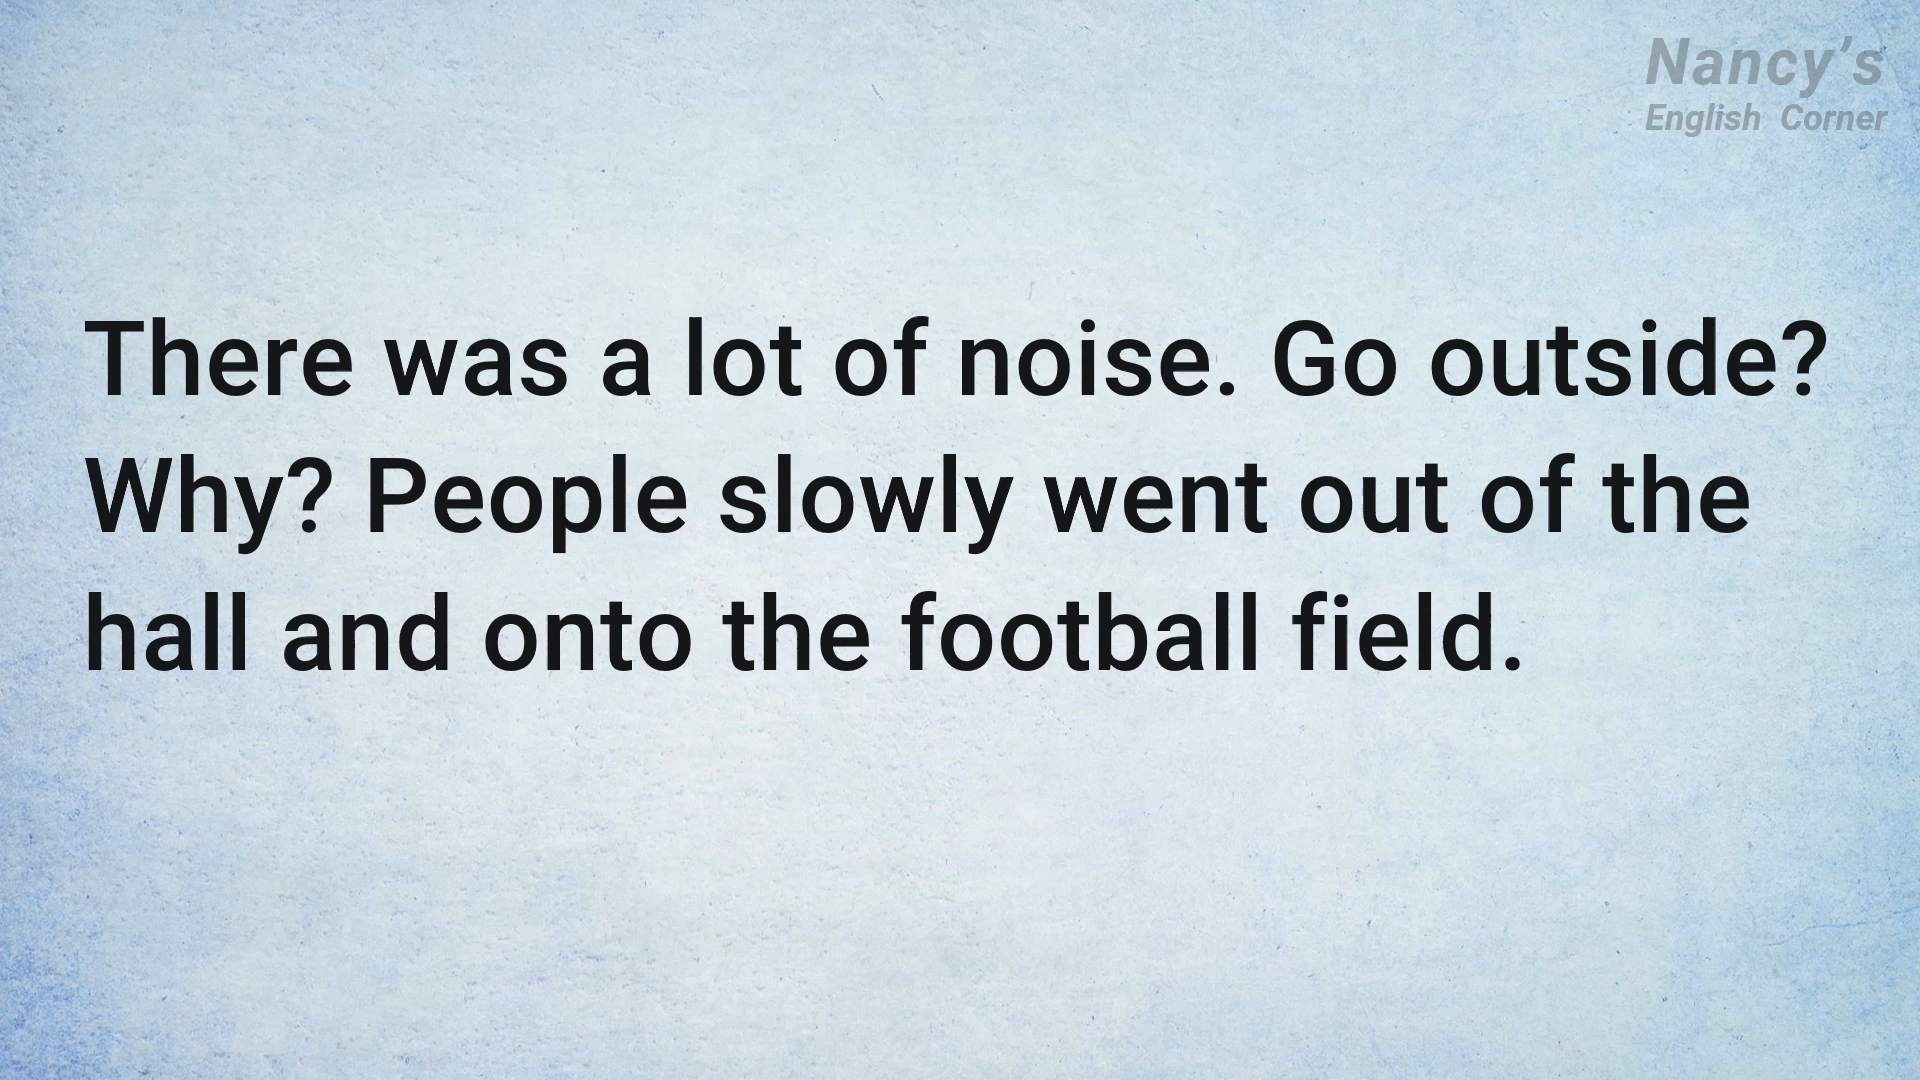 Nancy’s
English Corner
There was a lot of noise. Go outside?
Why? People slowly went out of the
hall and onto the football field.